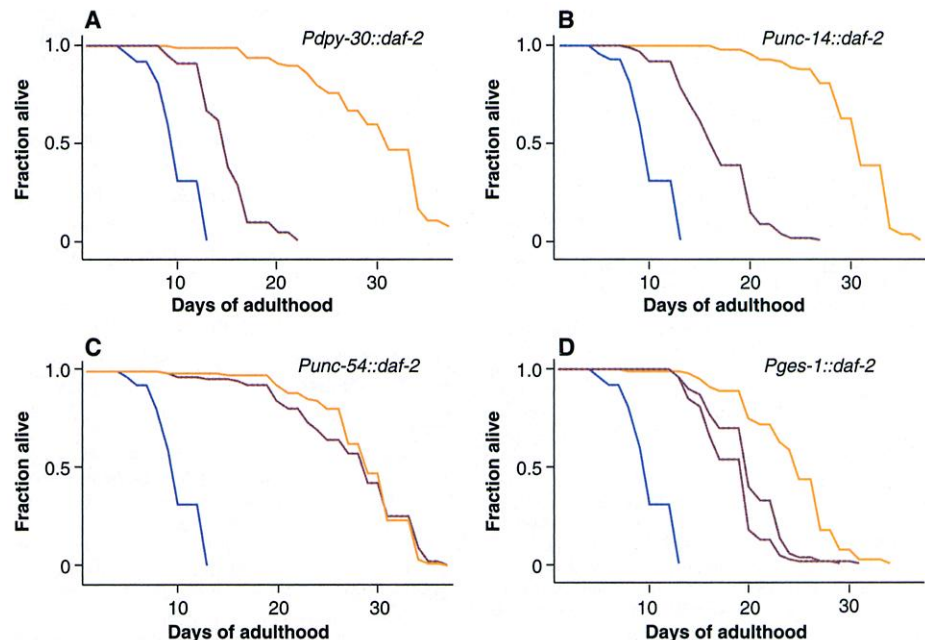 A
Pdpy-30::daf-2
Fraction alive
1.0
0.5
0
10 20 30
Days of adulthood
B
Punc-14::daf-2
Fraction alive
1.0
0.5
0
10 20 30
Days of adulthood
C
Punc-54::daf-2
Fraction alive
1.0
0.5
0
10 20 30
Days of adulthood
D
Pges-1::daf-2
Fraction alive
1.0
0.5
0
10 20 30
Days of adulthood